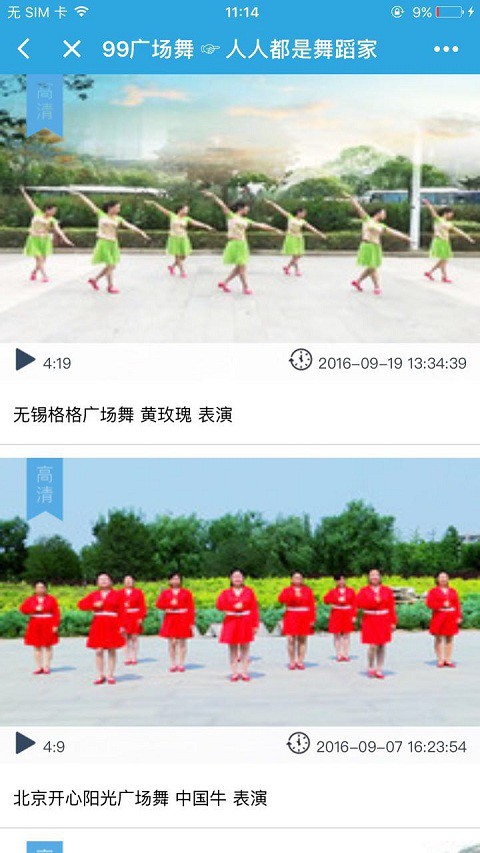 无 SIM 卡 11:14 9%
99广场舞 ☞ 人人都是舞蹈家
高清
4:19 2016-09-19 13:34:39
无锡格格广场舞 黄玫瑰 表演
高清
4:9 2016-09-07 16:23:54
北京开心阳光广场舞 中国牛 表演